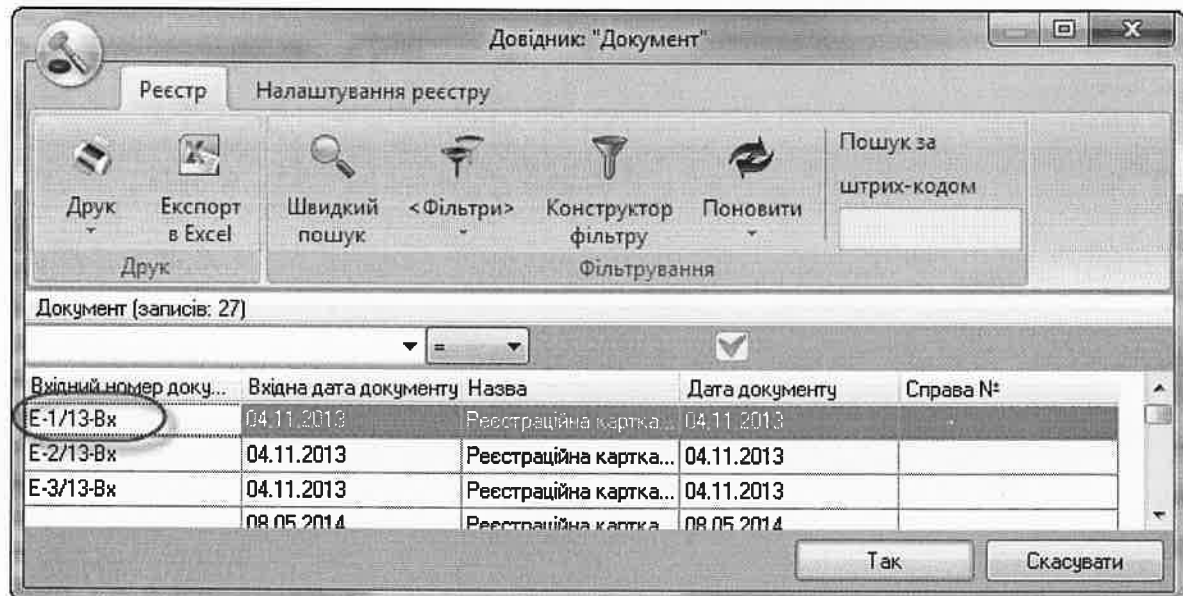 Довідник: "Документ"
Реєстр Налаштування реєстру
Друк
Експорт в Excel
Швидкий пошук
<Фільтри>
Конструктор фільтру
Поновити
Пошук за штрих-кодом
Друк
Фільтрування
Документ (записів: 27)
=
Вхідний номер доку... Вхідна дата документу Назва Дата документу Справа №
Е-1/13-Вх 04.11.2013 Реєстраційна картка... 04.11.2013
Е-2/13-Вх 04.11.2013 Реєстраційна картка... 04.11.2013
Е-3/13-Вх 04.11.2013 Реєстраційна картка... 04.11.2013
08.05.2014 Реєстраційна картка 08.05.2014
Так Скасувати